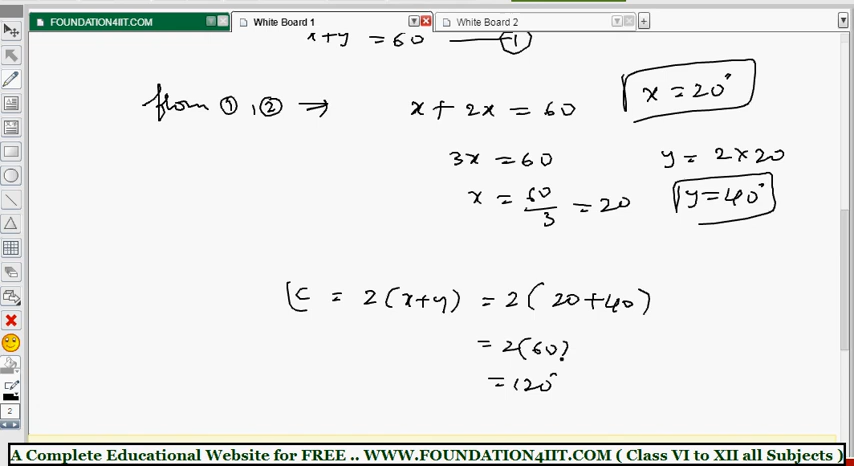 FOUNDATION4IIT.COM
White Board 1
White Board 2
x+y = 60 —①
from ①,② ⇒ x + 2x = 60
x = 20°
3x = 60
y = 2×20
x = 60/3 = 20
y = 40°
∠C = 2(x+y) = 2(20+40)
= 2(60)
= 120°
2
A Complete Educational Website for FREE .. WWW.FOUNDATION4IIT.COM ( Class VI to XII all Subjects )